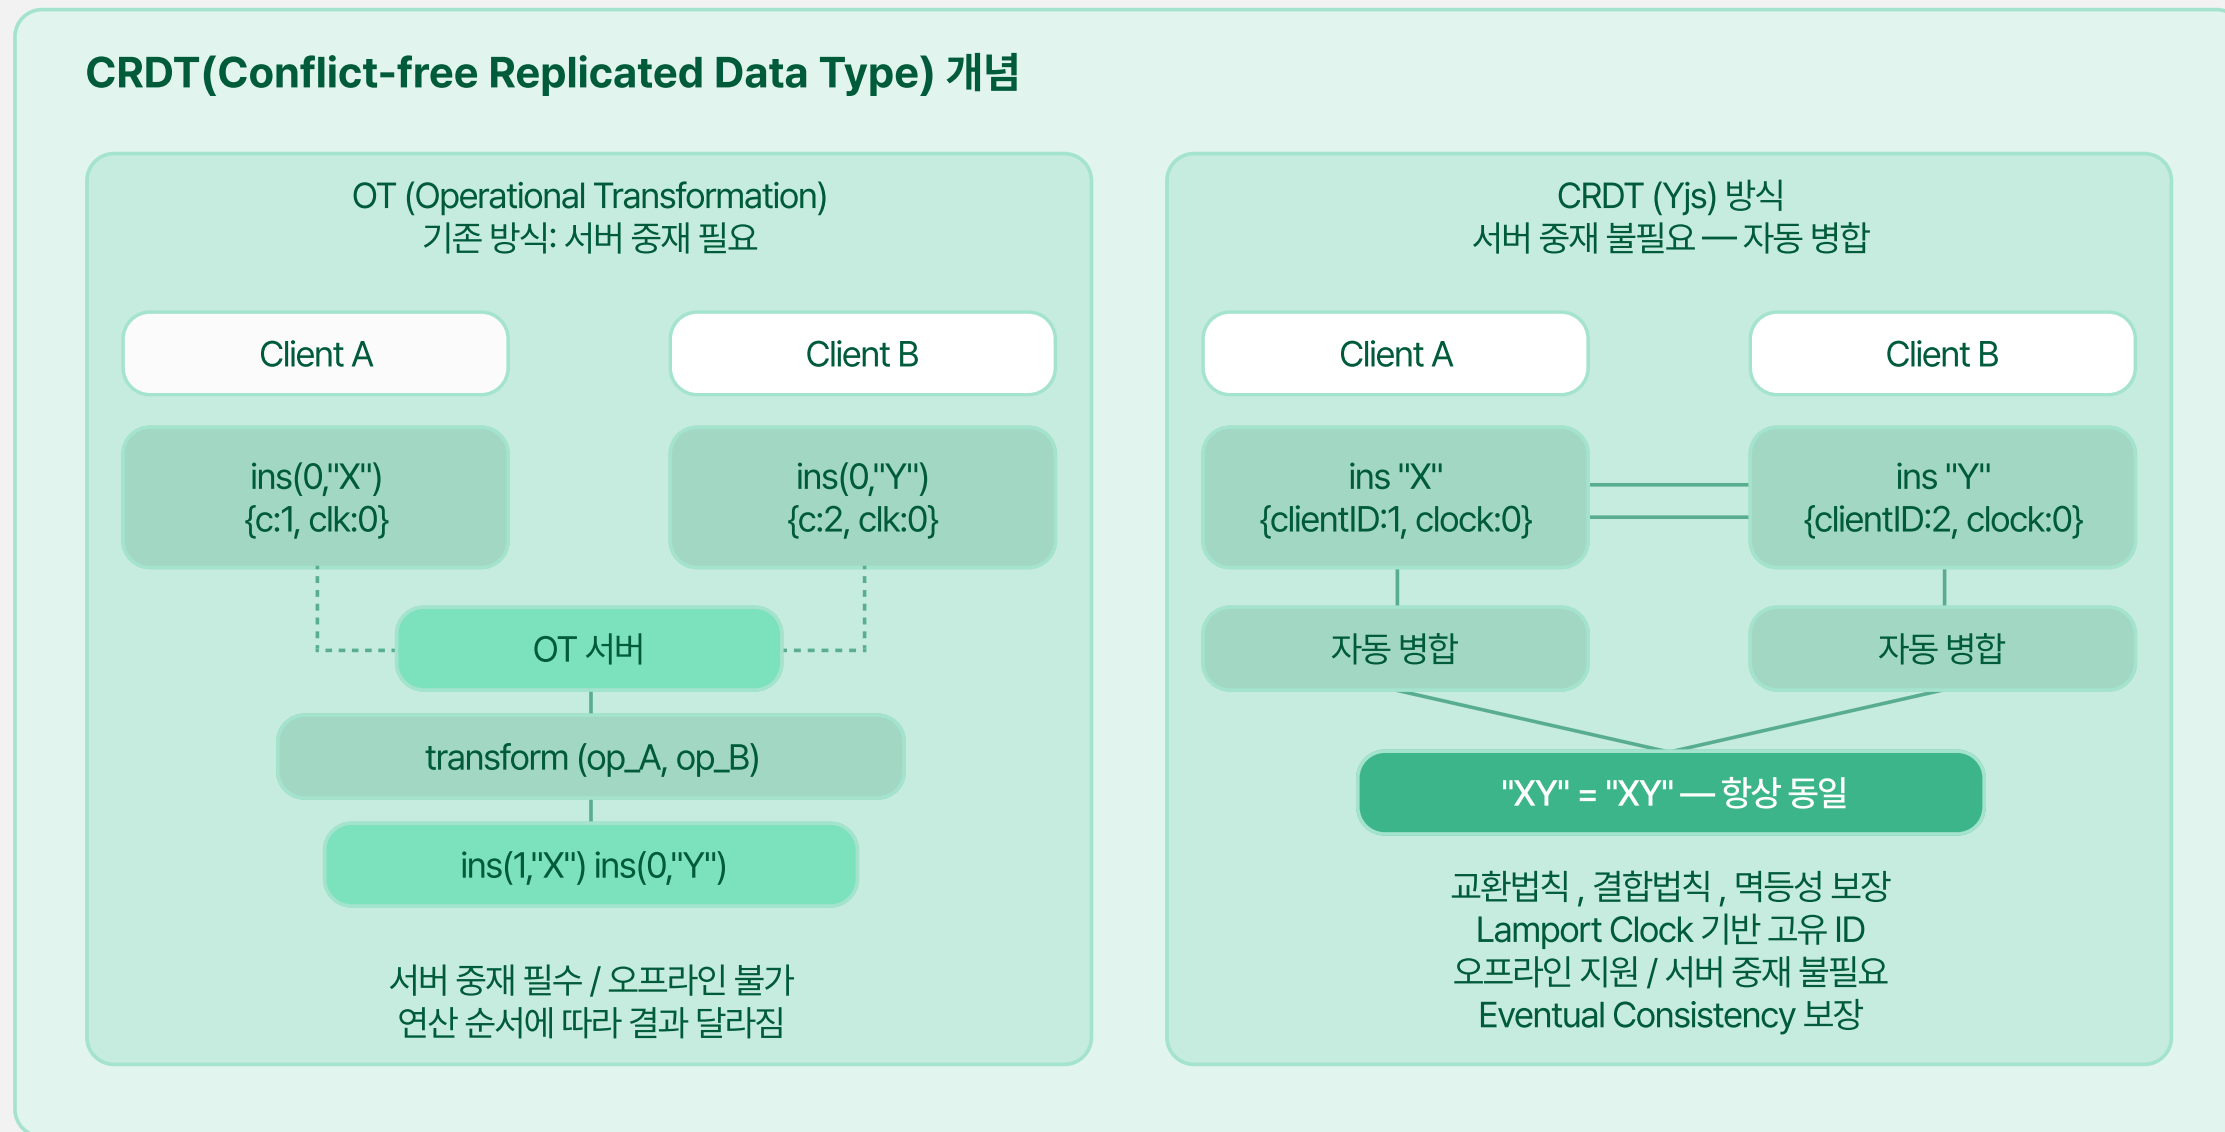 CRDT(Conflict-free Replicated Data Type) 개념
OT (Operational Transformation)
기존 방식: 서버 중재 필요
Client A
Client B
ins(0,"X")
{c:1, clk:0}
ins(0,"Y")
{c:2, clk:0}
OT 서버
transform (op_A, op_B)
ins(1,"X") ins(0,"Y")
서버 중재 필수 / 오프라인 불가
연산 순서에 따라 결과 달라짐
CRDT (Yjs) 방식
서버 중재 불필요 — 자동 병합
Client A
Client B
ins "X"
{clientID:1, clock:0}
ins "Y"
{clientID:2, clock:0}
자동 병합
자동 병합
"XY" = "XY" — 항상 동일
교환법칙 , 결합법칙 , 멱등성 보장
Lamport Clock 기반 고유 ID
오프라인 지원 / 서버 중재 불필요
Eventual Consistency 보장